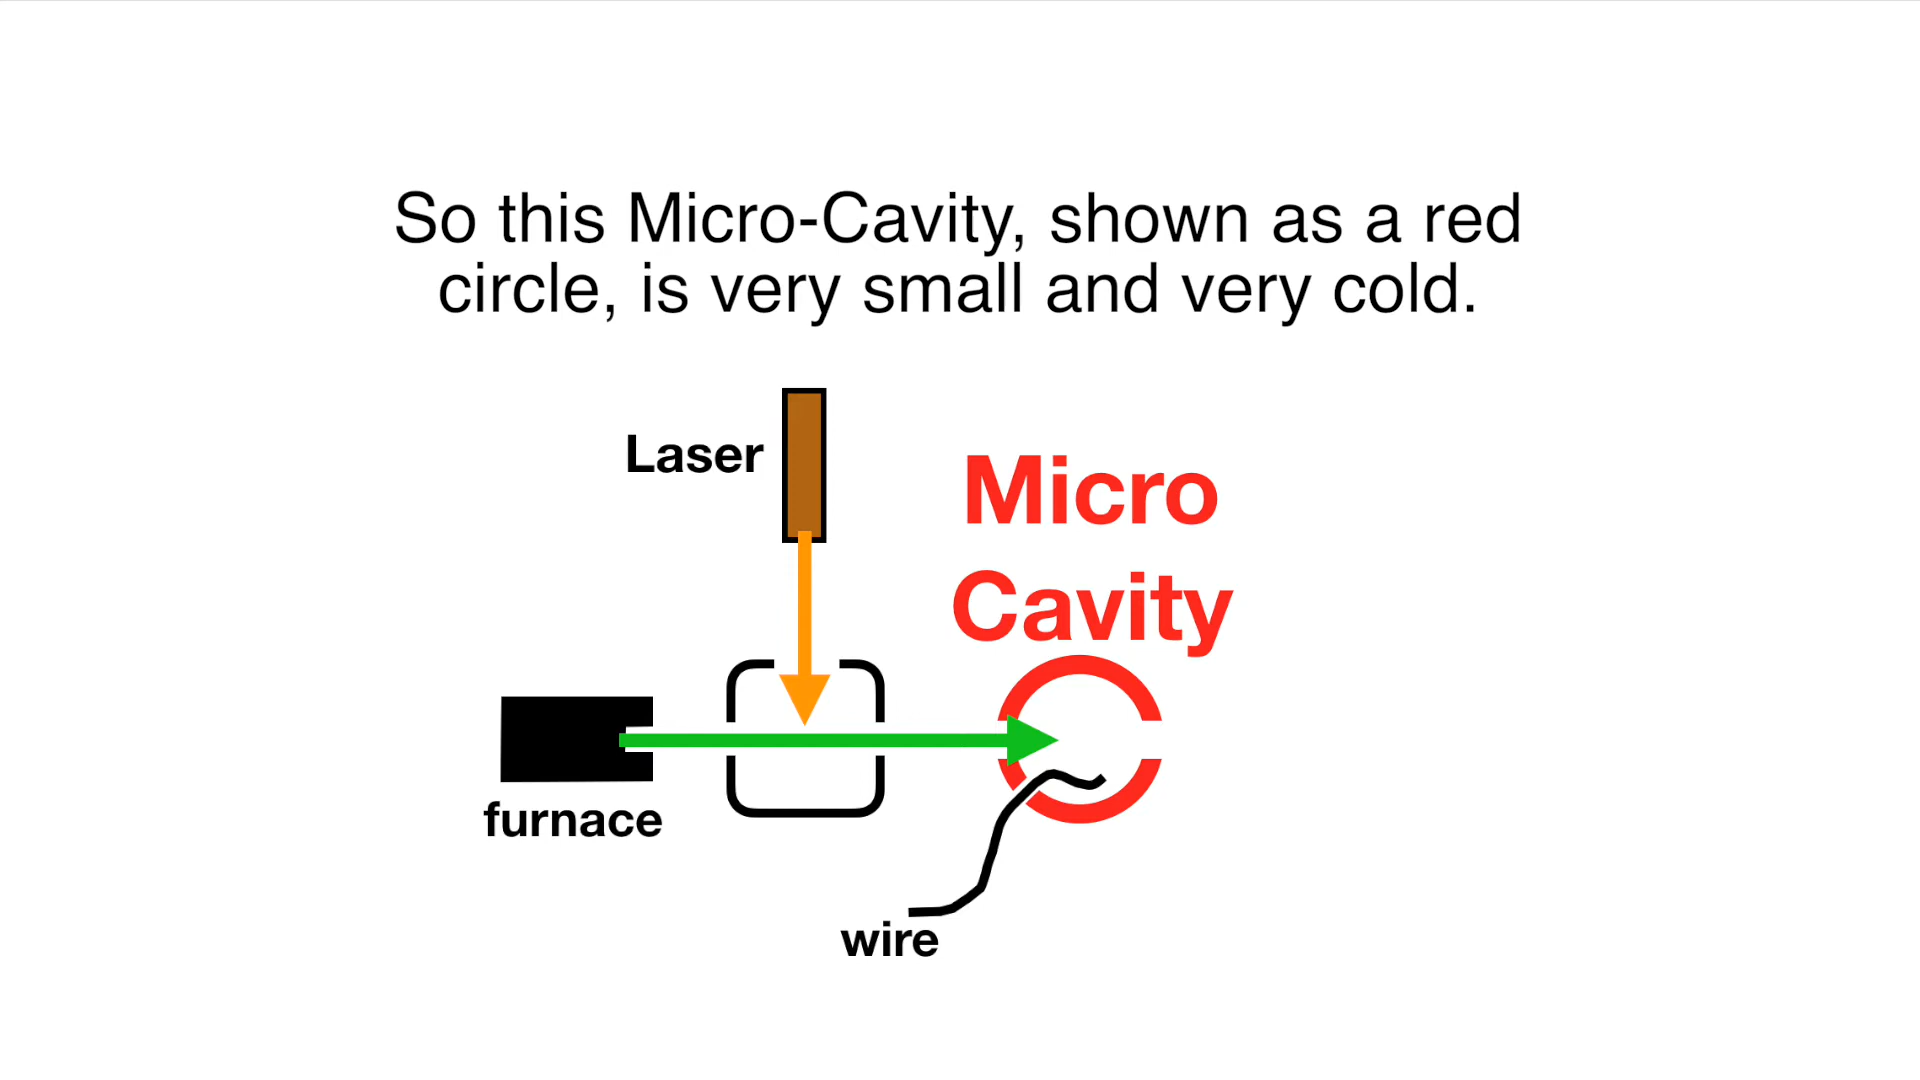 So this Micro-Cavity, shown as a red
circle, is very small and very cold.
Laser
Micro
Cavity
furnace
wire